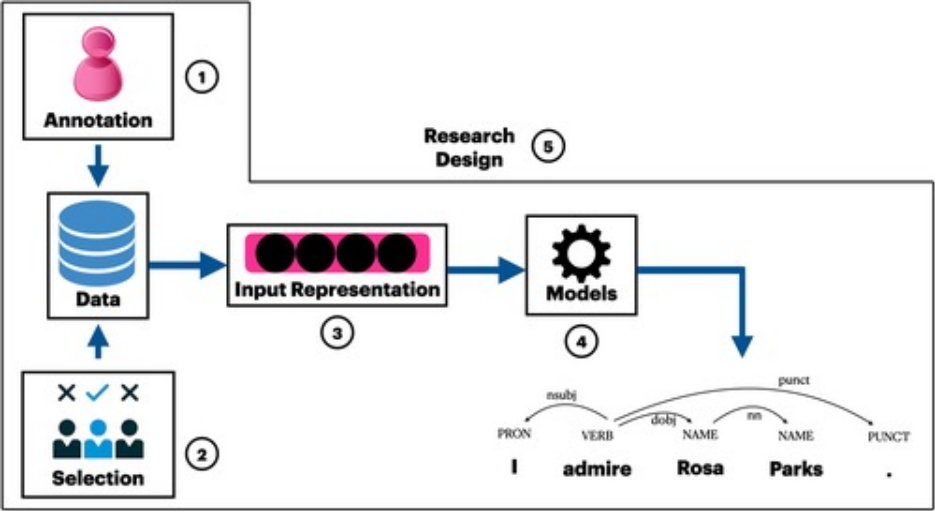 1
Annotation
Research
Design
5
Data
Input Representation
Models
3
4
Selection
2
punct
nsubj
dobj
nn
PRON VERB NAME NAME PUNCT
I admire Rosa Parks .